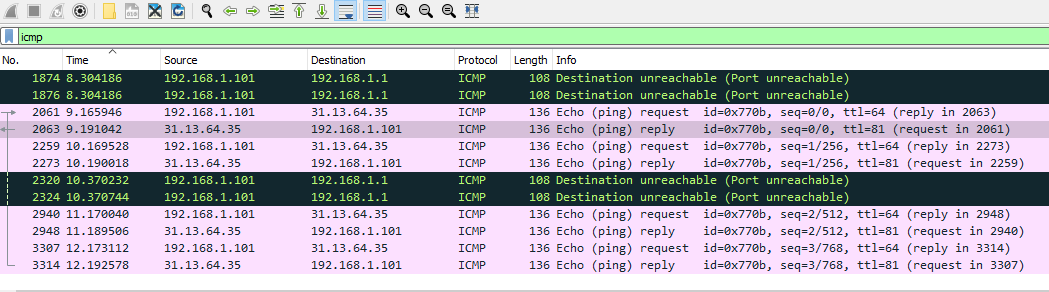 icmp
No. Time Source Destination Protocol Length Info
1874 8.304186 192.168.1.101 192.168.1.1 ICMP 108 Destination unreachable (Port unreachable)
1876 8.304186 192.168.1.101 192.168.1.1 ICMP 108 Destination unreachable (Port unreachable)
2061 9.165946 192.168.1.101 31.13.64.35 ICMP 136 Echo (ping) request id=0x770b, seq=0/0, ttl=64 (reply in 2063)
2063 9.191042 31.13.64.35 192.168.1.101 ICMP 136 Echo (ping) reply id=0x770b, seq=0/0, ttl=81 (request in 2061)
2259 10.169528 192.168.1.101 31.13.64.35 ICMP 136 Echo (ping) request id=0x770b, seq=1/256, ttl=64 (reply in 2273)
2273 10.190018 31.13.64.35 192.168.1.101 ICMP 136 Echo (ping) reply id=0x770b, seq=1/256, ttl=81 (request in 2259)
2320 10.370232 192.168.1.101 192.168.1.1 ICMP 108 Destination unreachable (Port unreachable)
2324 10.370744 192.168.1.101 192.168.1.1 ICMP 108 Destination unreachable (Port unreachable)
2940 11.170040 192.168.1.101 31.13.64.35 ICMP 136 Echo (ping) request id=0x770b, seq=2/512, ttl=64 (reply in 2948)
2948 11.189506 31.13.64.35 192.168.1.101 ICMP 136 Echo (ping) reply id=0x770b, seq=2/512, ttl=81 (request in 2940)
3307 12.173112 192.168.1.101 31.13.64.35 ICMP 136 Echo (ping) request id=0x770b, seq=3/768, ttl=64 (reply in 3314)
3314 12.192578 31.13.64.35 192.168.1.101 ICMP 136 Echo (ping) reply id=0x770b, seq=3/768, ttl=81 (request in 3307)